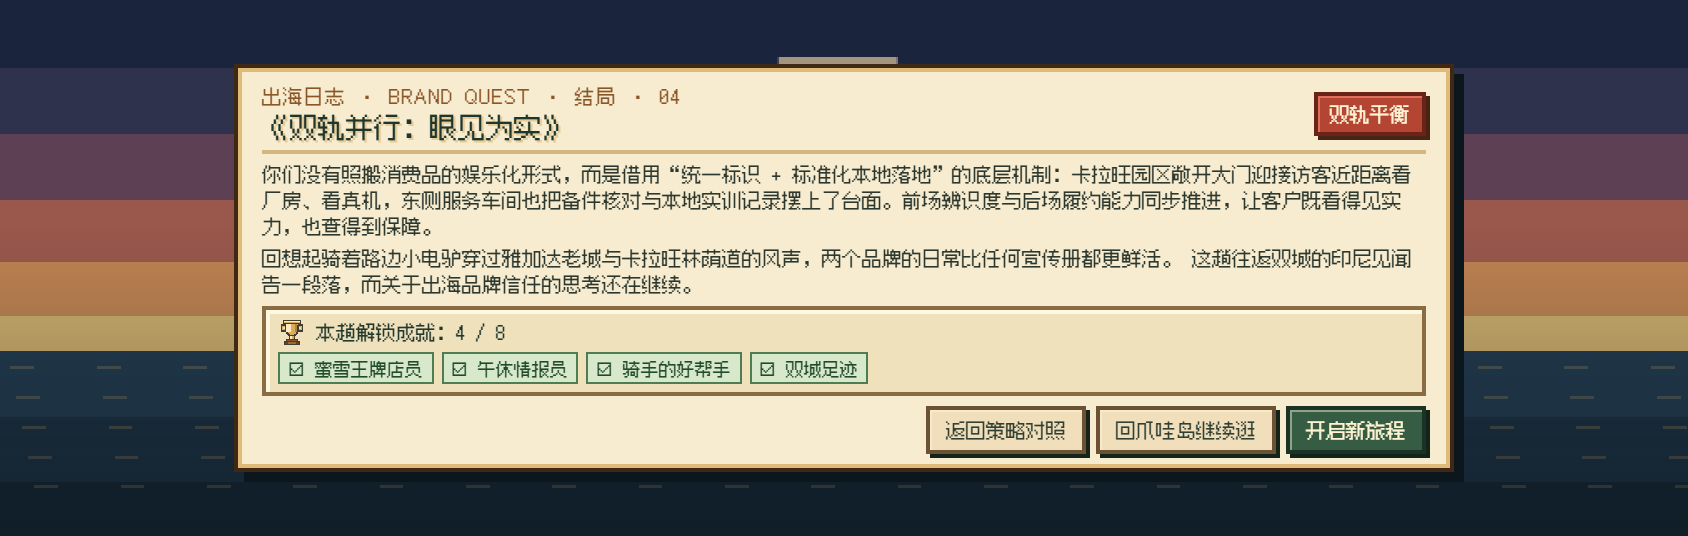 出海日志 · BRAND QUEST · 结局 · 04
《双轨并行：眼见为实》
双轨平衡
你们没有照搬消费品的娱乐化形式，而是借用“统一标识 + 标准化本地落地”的底层机制：卡拉旺园区敞开大门迎接访客近距离看
厂房、看真机，东侧服务车间也把备件核对与本地实训记录摆上了台面。前场辨识度与后场履约能力同步推进，让客户既看得见实
力，也查得到保障。
回想起骑着路边小电驴穿过雅加达老城与卡拉旺林荫道的风声，两个品牌的日常比任何宣传册都更鲜活。 这趟往返双城的印尼见闻
告一段落，而关于出海品牌信任的思考还在继续。
本趟解锁成就：4 / 8
☑ 蜜雪王牌店员
☑ 午休情报员
☑ 骑手的好帮手
☑ 双城足迹
返回策略对照
回爪哇岛继续逛
开启新旅程